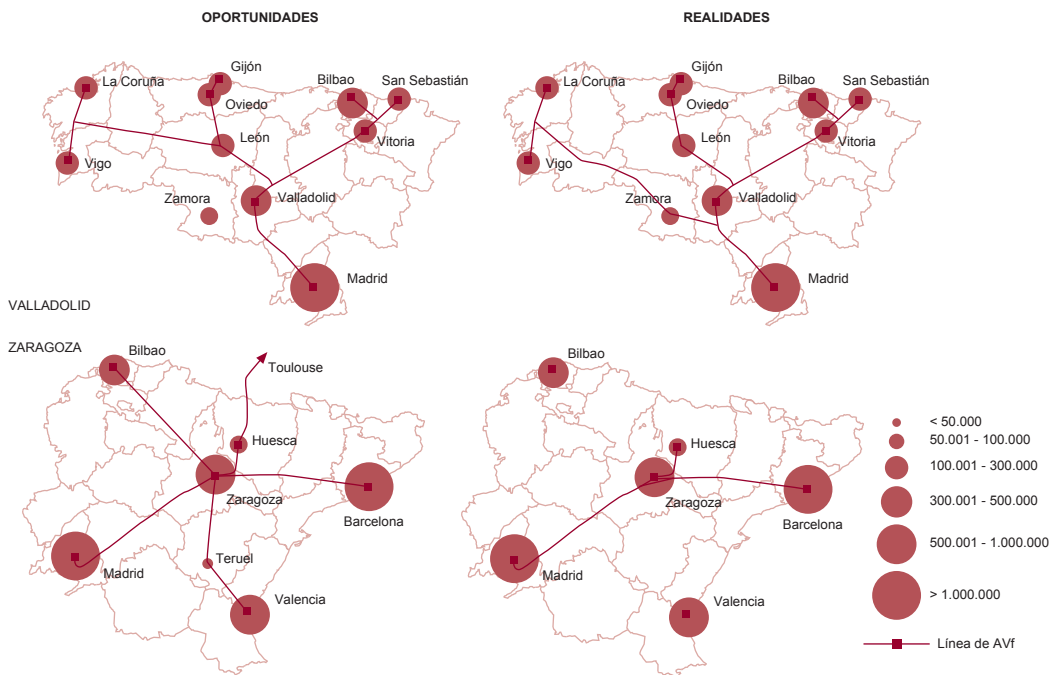 OPORTUNIDADES
REALIDADES
Gijón
La Coruña
Bilbao
San Sebastián
Oviedo
León
Vitoria
Vigo
Zamora
Valladolid
Madrid
Gijón
La Coruña
Bilbao
San Sebastián
Oviedo
León
Vitoria
Vigo
Zamora
Valladolid
Madrid
VALLADOLID
ZARAGOZA
Bilbao
Toulouse
Huesca
Zaragoza
Barcelona
Teruel
Madrid
Valencia
Bilbao
Huesca
Zaragoza
Barcelona
Madrid
Valencia
< 50.000
50.001 - 100.000
100.001 - 300.000
300.001 - 500.000
500.001 - 1.000.000
> 1.000.000
Línea de AVf